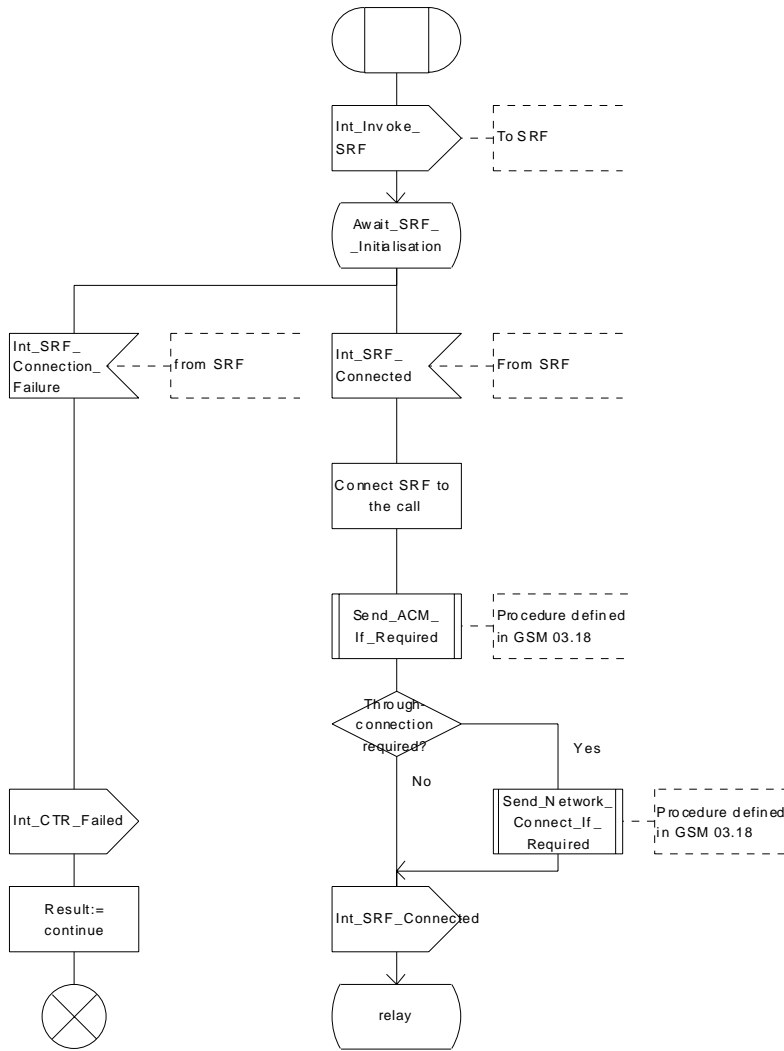 Int_Invoke_
SRF
To SRF
Await_SRF_
_Initialisation
Int_SRF_
Connection_
Failure
from SRF
Int_SRF_
Connected
From SRF
Connect SRF to
the call
Send_ACM_
If_Required
Procedure defined
in GSM 03.18
Through-
connection
required?
Yes
No
Int_CTR_Failed
Send_Network_
Connect_If_
Required
Procedure defined
in GSM 03.18
Result:=
continue
Int_SRF_Connected
relay